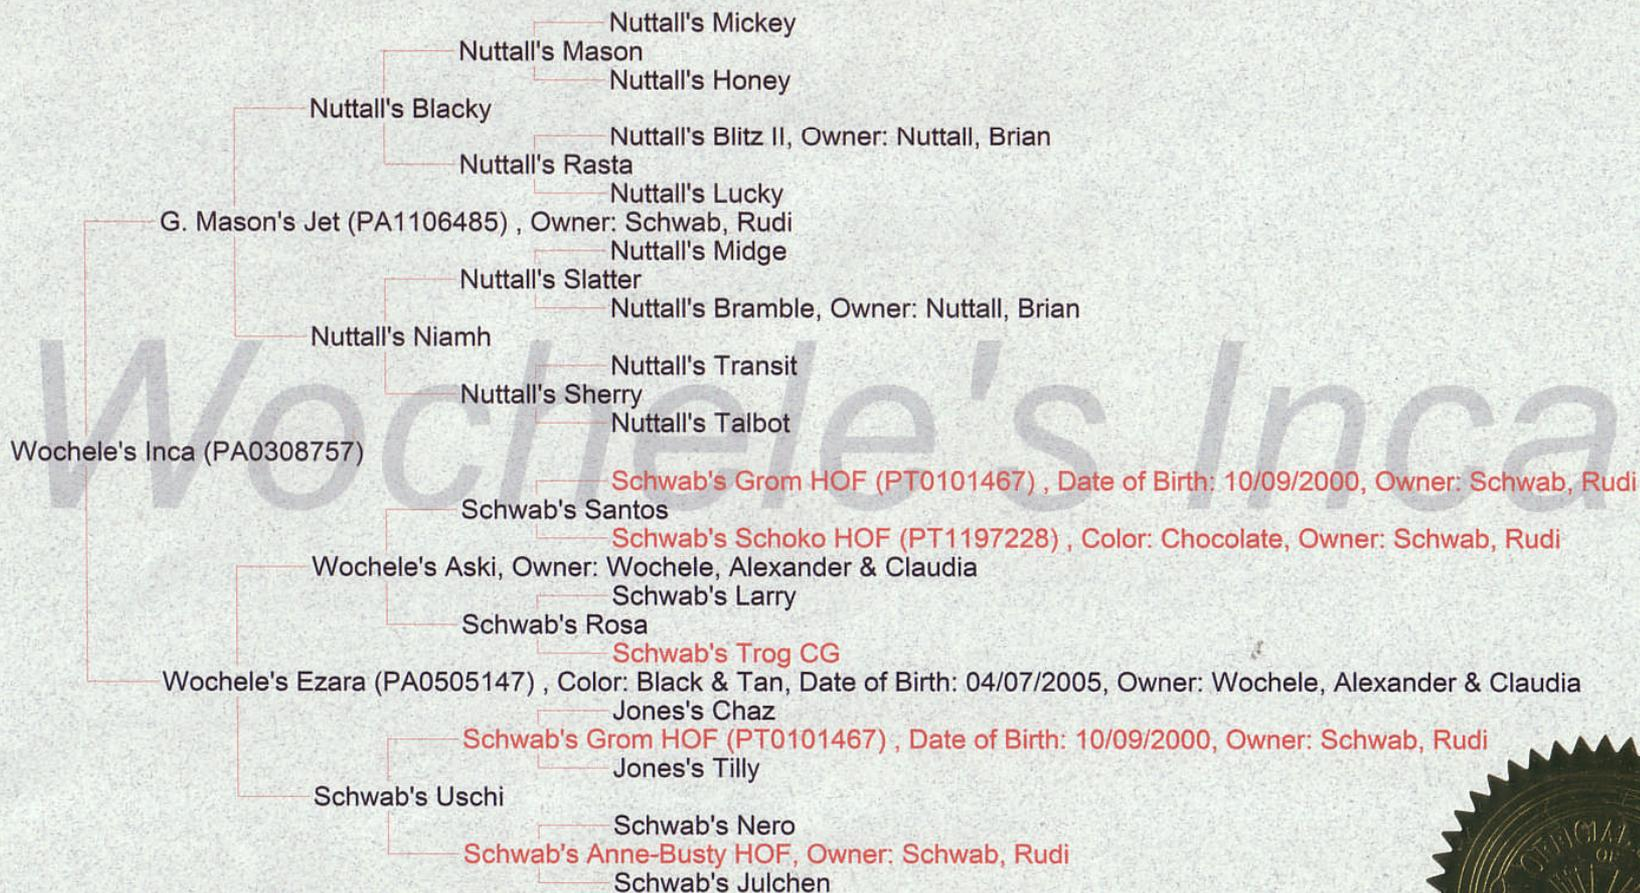 Nuttall's Mickey
Nuttall's Mason
Nuttall's Honey
Nuttall's Blacky
Nuttall's Blitz II, Owner: Nuttall, Brian
Nuttall's Rasta
Nuttall's Lucky
G. Mason's Jet (PA1106485) , Owner: Schwab, Rudi
Nuttall's Midge
Nuttall's Slatter
Nuttall's Bramble, Owner: Nuttall, Brian
Nuttall's Niamh
Nuttall's Transit
Nuttall's Sherry
Nuttall's Talbot
Wochele's Inca
Wochele's Inca (PA0308757)
Schwab's Grom HOF (PT0101467) , Date of Birth: 10/09/2000, Owner: Schwab, Rudi
Schwab's Santos
Schwab's Schoko HOF (PT1197228) , Color: Chocolate, Owner: Schwab, Rudi
Wochele's Aski, Owner: Wochele, Alexander & Claudia
Schwab's Larry
Schwab's Rosa
Schwab's Trog CG
Wochele's Ezara (PA0505147) , Color: Black & Tan, Date of Birth: 04/07/2005, Owner: Wochele, Alexander & Claudia
Jones's Chaz
Schwab's Grom HOF (PT0101467) , Date of Birth: 10/09/2000, Owner: Schwab, Rudi
Jones's Tilly
Schwab's Uschi
Schwab's Nero
Schwab's Anne-Busty HOF, Owner: Schwab, Rudi
Schwab's Julchen
OFFICIAL
OF